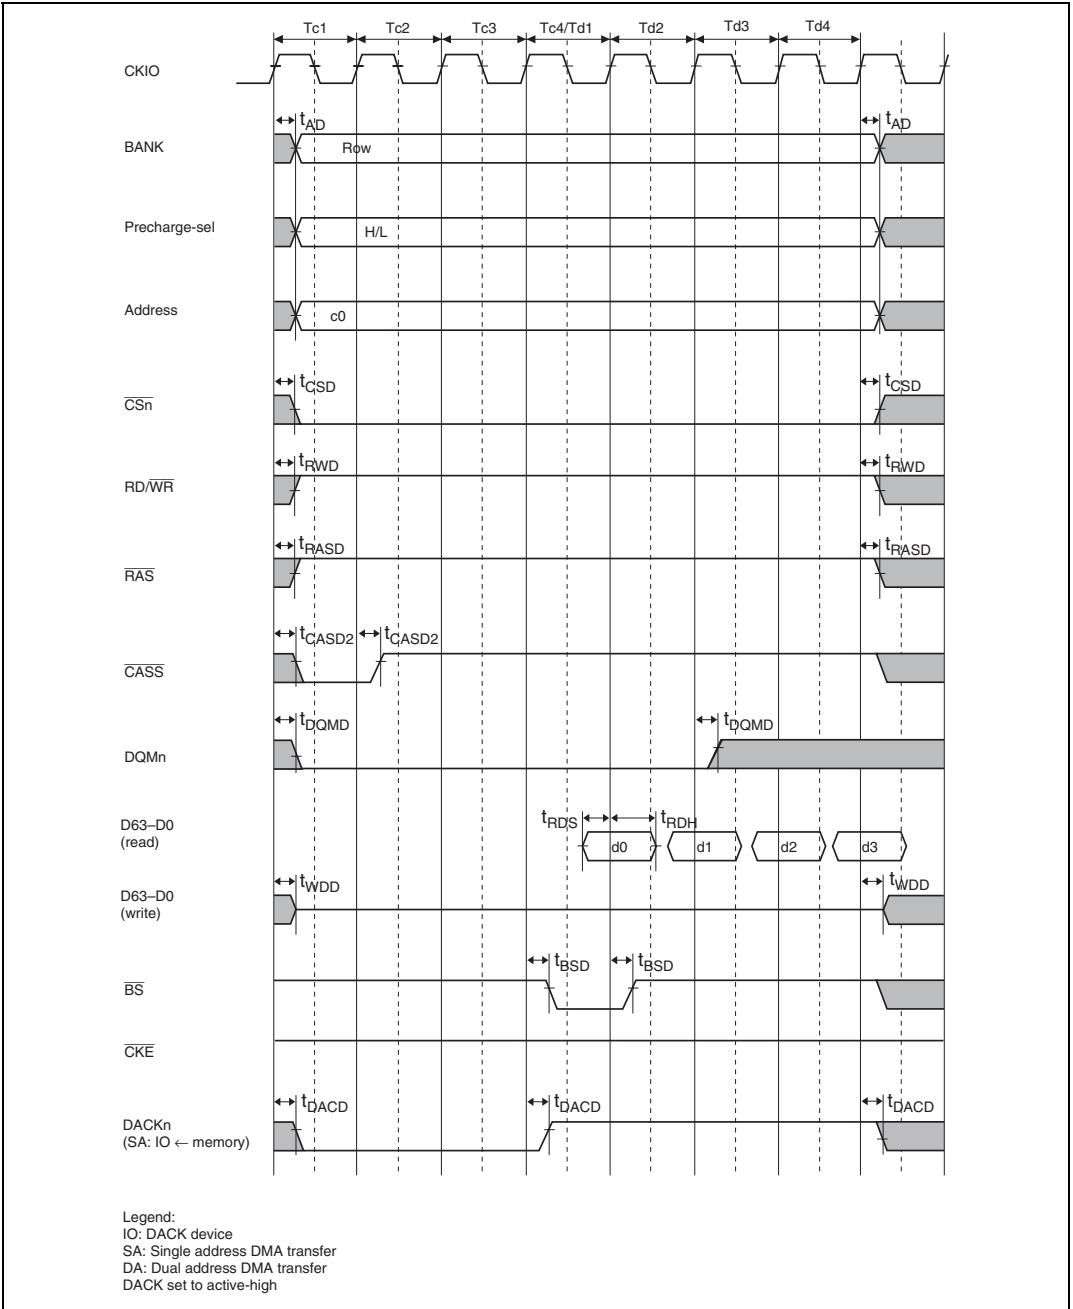 Tc1 Tc2 Tc3 Tc4/Td1 Td2 Td3 Td4
CKIO
tAD tAD
BANK Row
Precharge-sel H/L
Address c0
tCSD tCSD
CSn
tRWD tRWD
RD/WR
tRASD tRASD
RAS
tCASD2 tCASD2
CASS
tDQMD tDQMD
DQMn
tRDS tRDH
D63–D0
(read) d0 d1 d2 d3
tWDD tWDD
D63–D0
(write)
tBSD tBSD
BS
CKE
tDACD tDACD tDACD
DACKn
(SA: IO ← memory)
Legend:
IO: DACK device
SA: Single address DMA transfer
DA: Dual address DMA transfer
DACK set to active-high